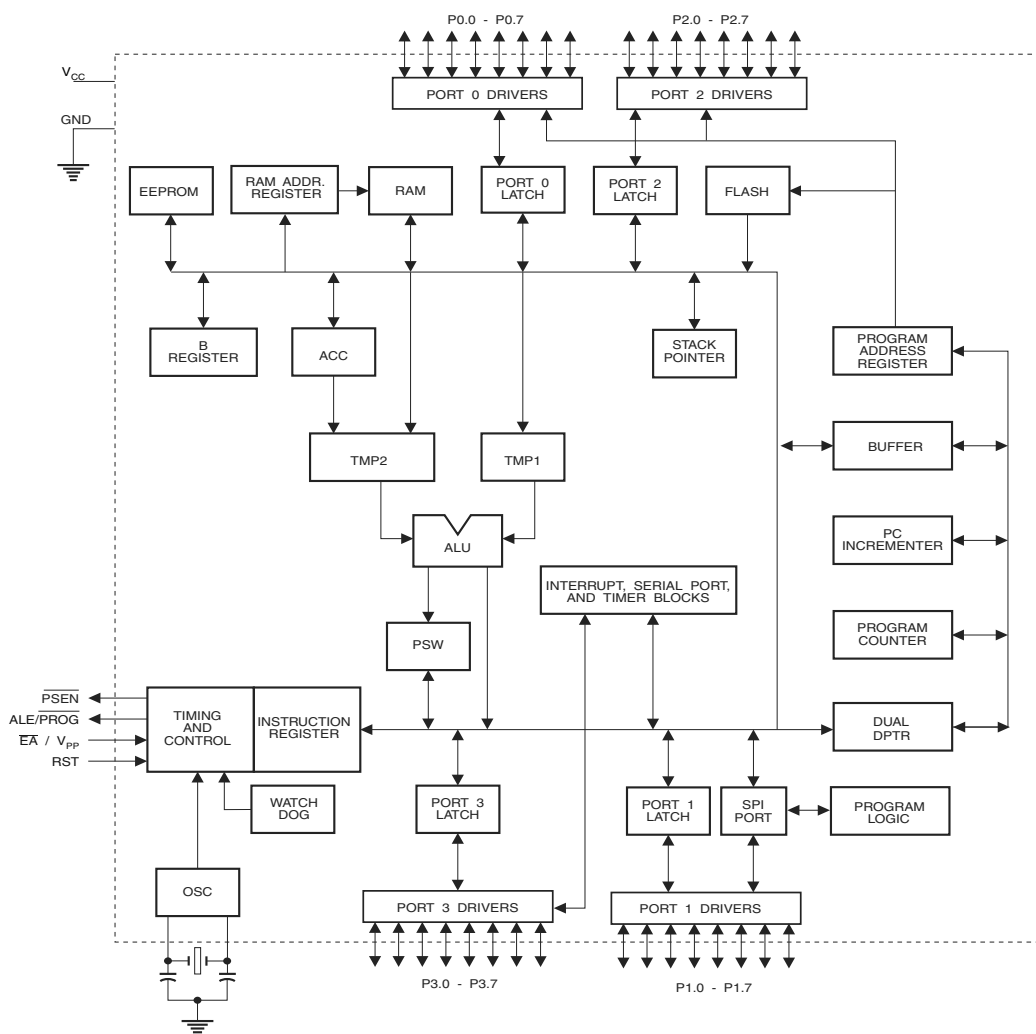 P0.0 - P0.7
P2.0 - P2.7
VCC
PORT 0 DRIVERS
PORT 2 DRIVERS
GND
EEPROM
RAM ADDR.
REGISTER
RAM
PORT 0
LATCH
PORT 2
LATCH
FLASH
B
REGISTER
ACC
STACK
POINTER
PROGRAM
ADDRESS
REGISTER
TMP2
TMP1
BUFFER
ALU
PC
INCREMENTER
INTERRUPT, SERIAL PORT,
AND TIMER BLOCKS
PSW
PROGRAM
COUNTER
PSEN
ALE/PROG
EA / VPP
RST
TIMING
AND
CONTROL
INSTRUCTION
REGISTER
DUAL
DPTR
WATCH
DOG
PORT 3
LATCH
PORT 1
LATCH
SPI
PORT
PROGRAM
LOGIC
OSC
PORT 3 DRIVERS
PORT 1 DRIVERS
P3.0 - P3.7
P1.0 - P1.7